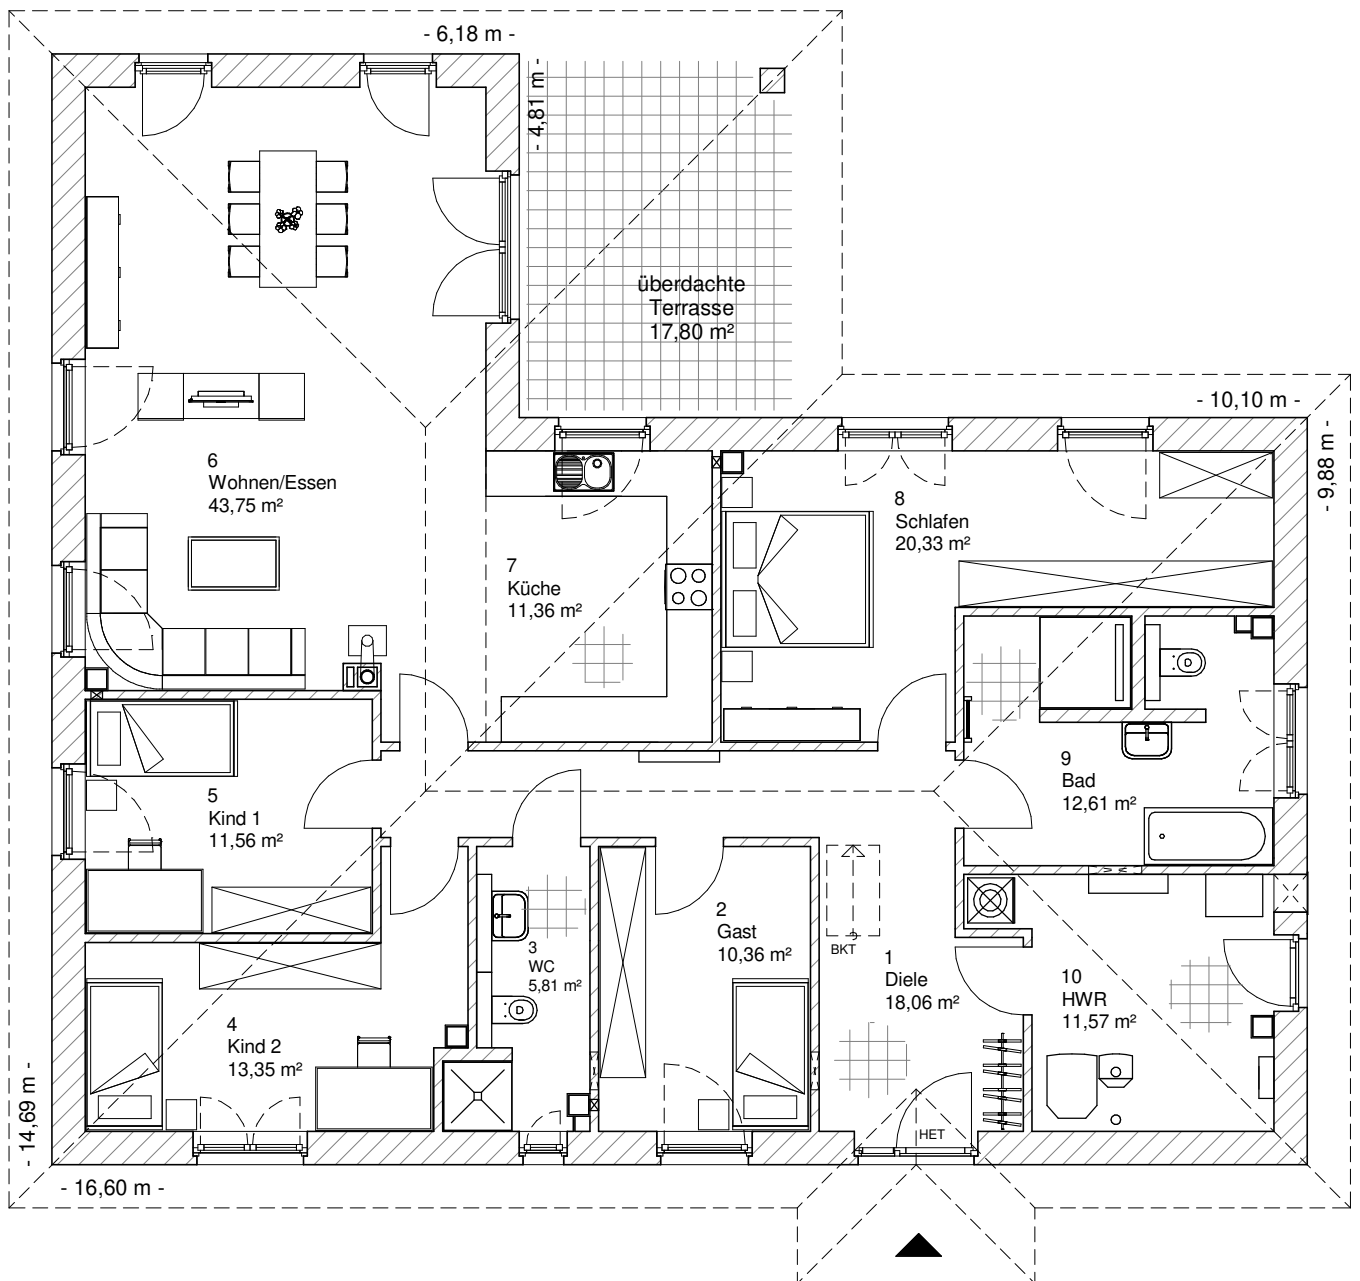 - 6,18 m -
- 4,81 m -
überdachte
Terrasse
17,80 m²
- 10,10 m -
- 9,88 m -
6
Wohnen/Essen
43,75 m²
8
Schlafen
20,33 m²
7
Küche
11,36 m²
9
Bad
12,61 m²
5
Kind 1
11,56 m²
2
Gast
10,36 m²
3
WC
5,81 m²
BKT
1
Diele
18,06 m²
10
HWR
11,57 m²
4
Kind 2
13,35 m²
HET
- 14,69 m -
- 16,60 m -